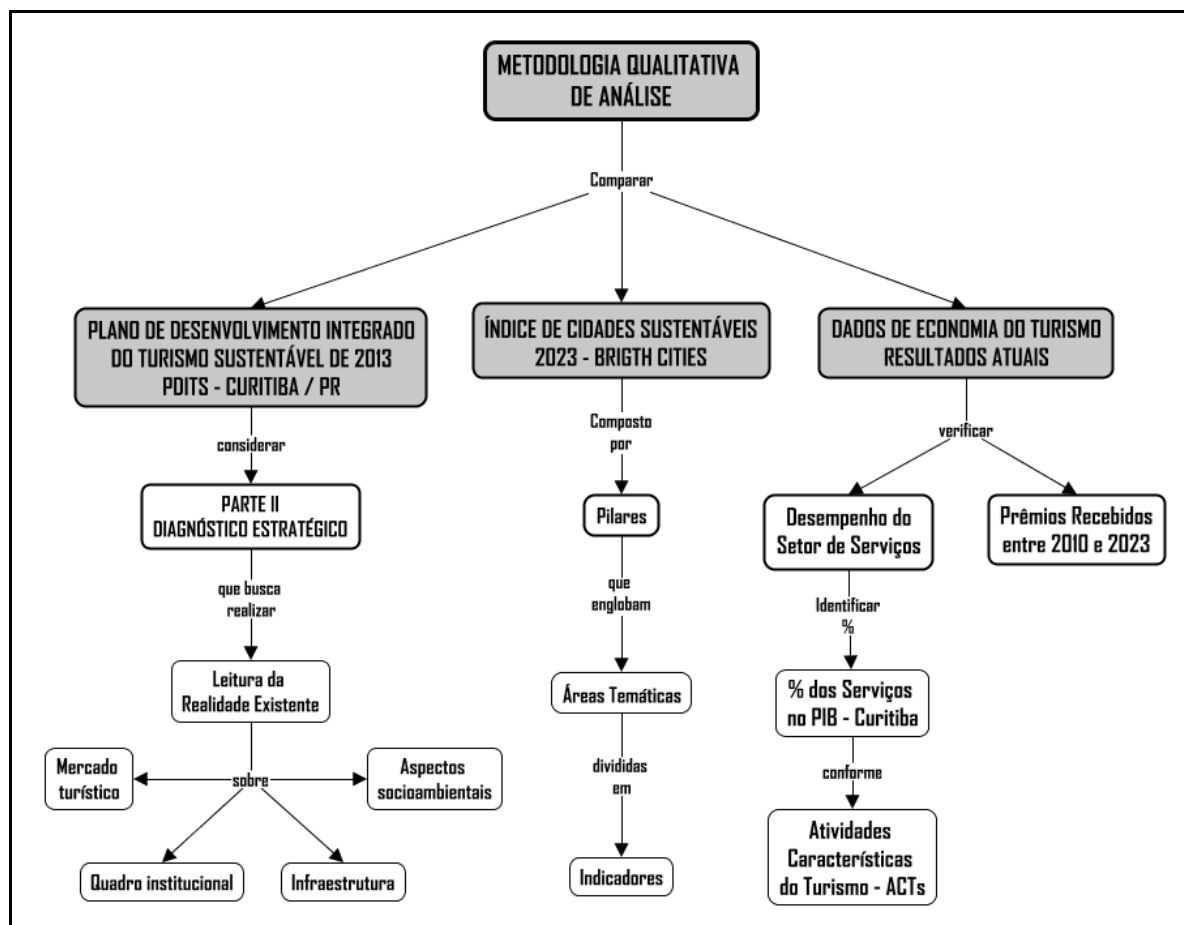 METODOLOGIA QUALITATIVA
DE ANÁLISE
Comparar
PLANO DE DESENVOLVIMENTO INTEGRADO
DO TURISMO SUSTENTÁVEL DE 2013
PDITS - CURITIBA / PR
considerar
PARTE II
DIAGNÓSTICO ESTRATÉGICO
que busca
realizar
Leitura da
Realidade Existente
sobre
Mercado
turístico
Aspectos
socioambientais
Quadro institucional
Infraestrutura
ÍNDICE DE CIDADES SUSTENTÁVEIS
2023 - BRIGTH CITIES
Composto
por
Pilares
que
englobam
Áreas Temáticas
divididas
em
Indicadores
DADOS DE ECONOMIA DO TURISMO
RESULTADOS ATUAIS
verificar
Desempenho do
Setor de Serviços
Prêmios Recebidos
entre 2010 e 2023
Identificar
%
% dos Serviços
no PIB - Curitiba
conforme
Atividades
Características
do Turismo - ACTs